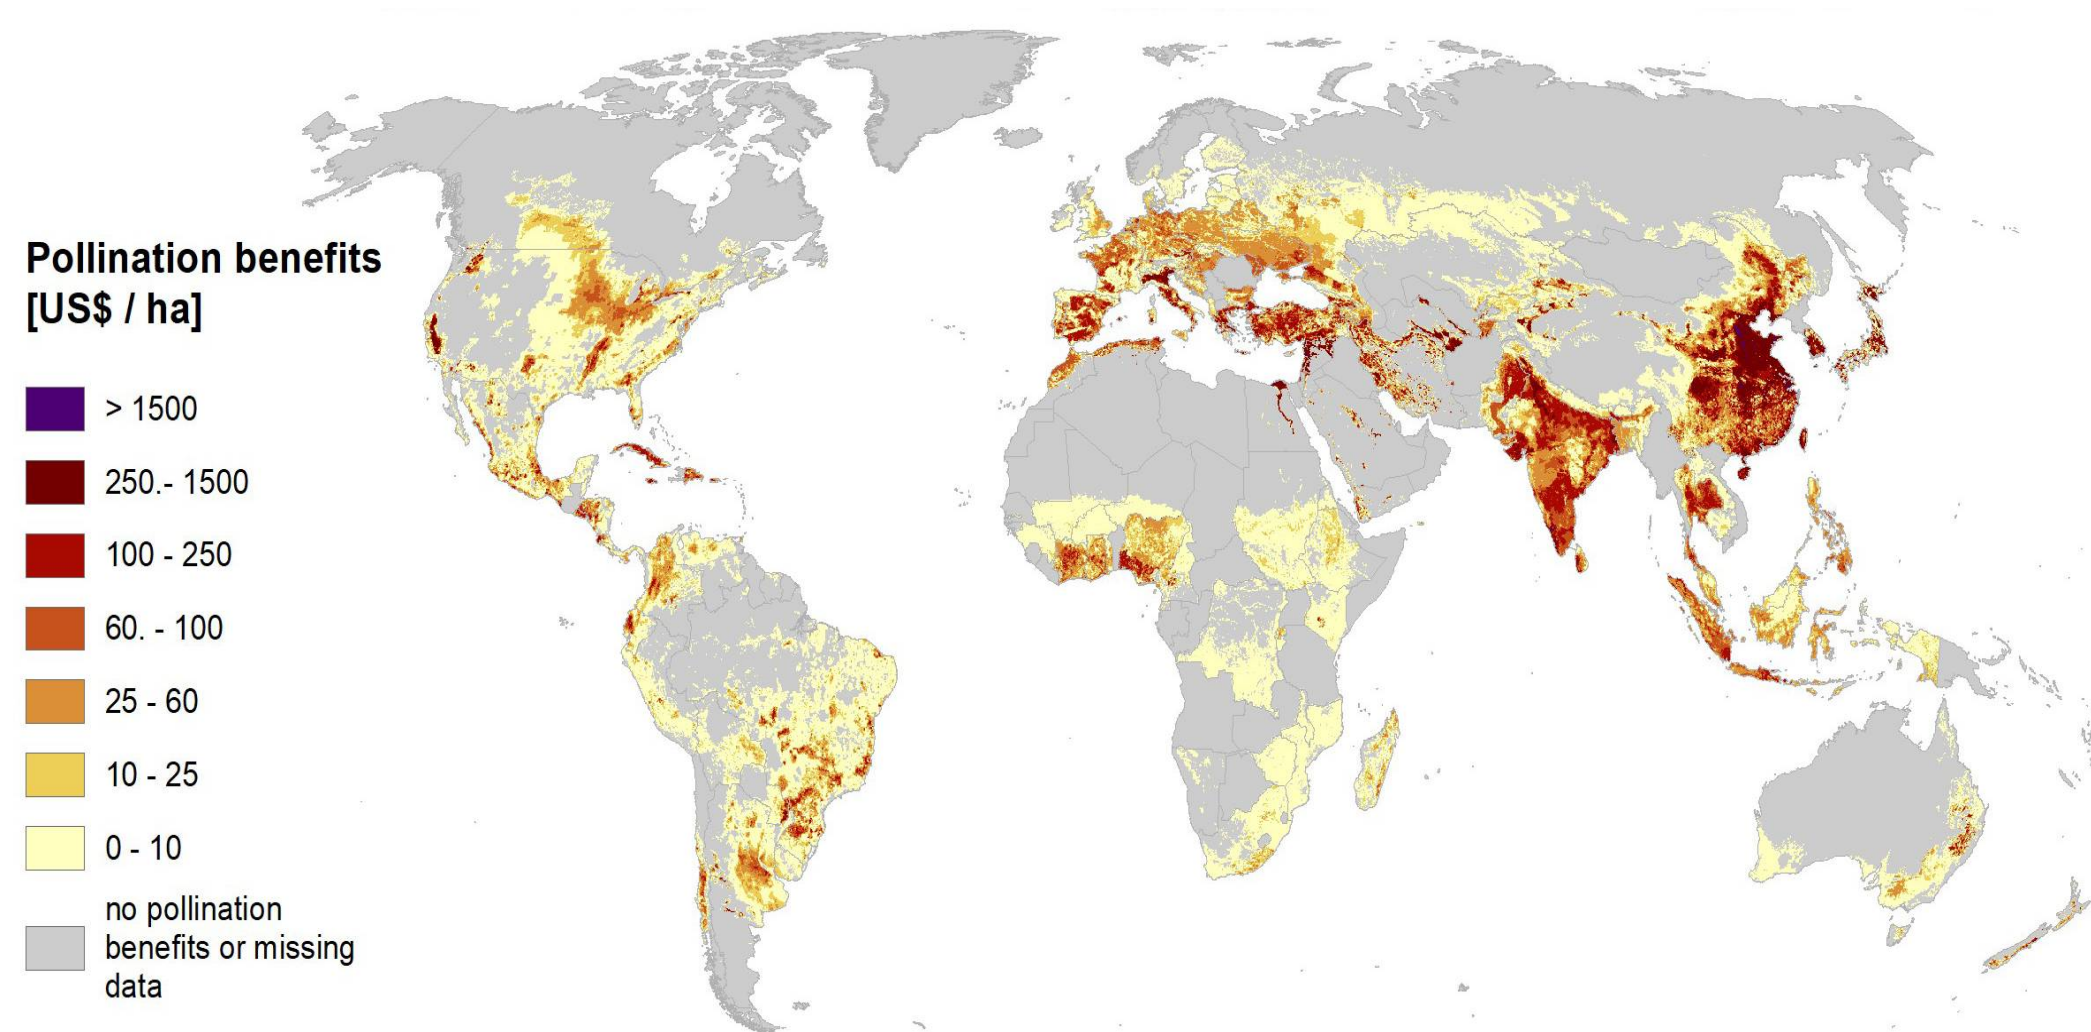 Pollination benefits
[US$ / ha]
> 1500
250.- 1500
100 - 250
60. - 100
25 - 60
10 - 25
0 - 10
no pollination
benefits or missing
data